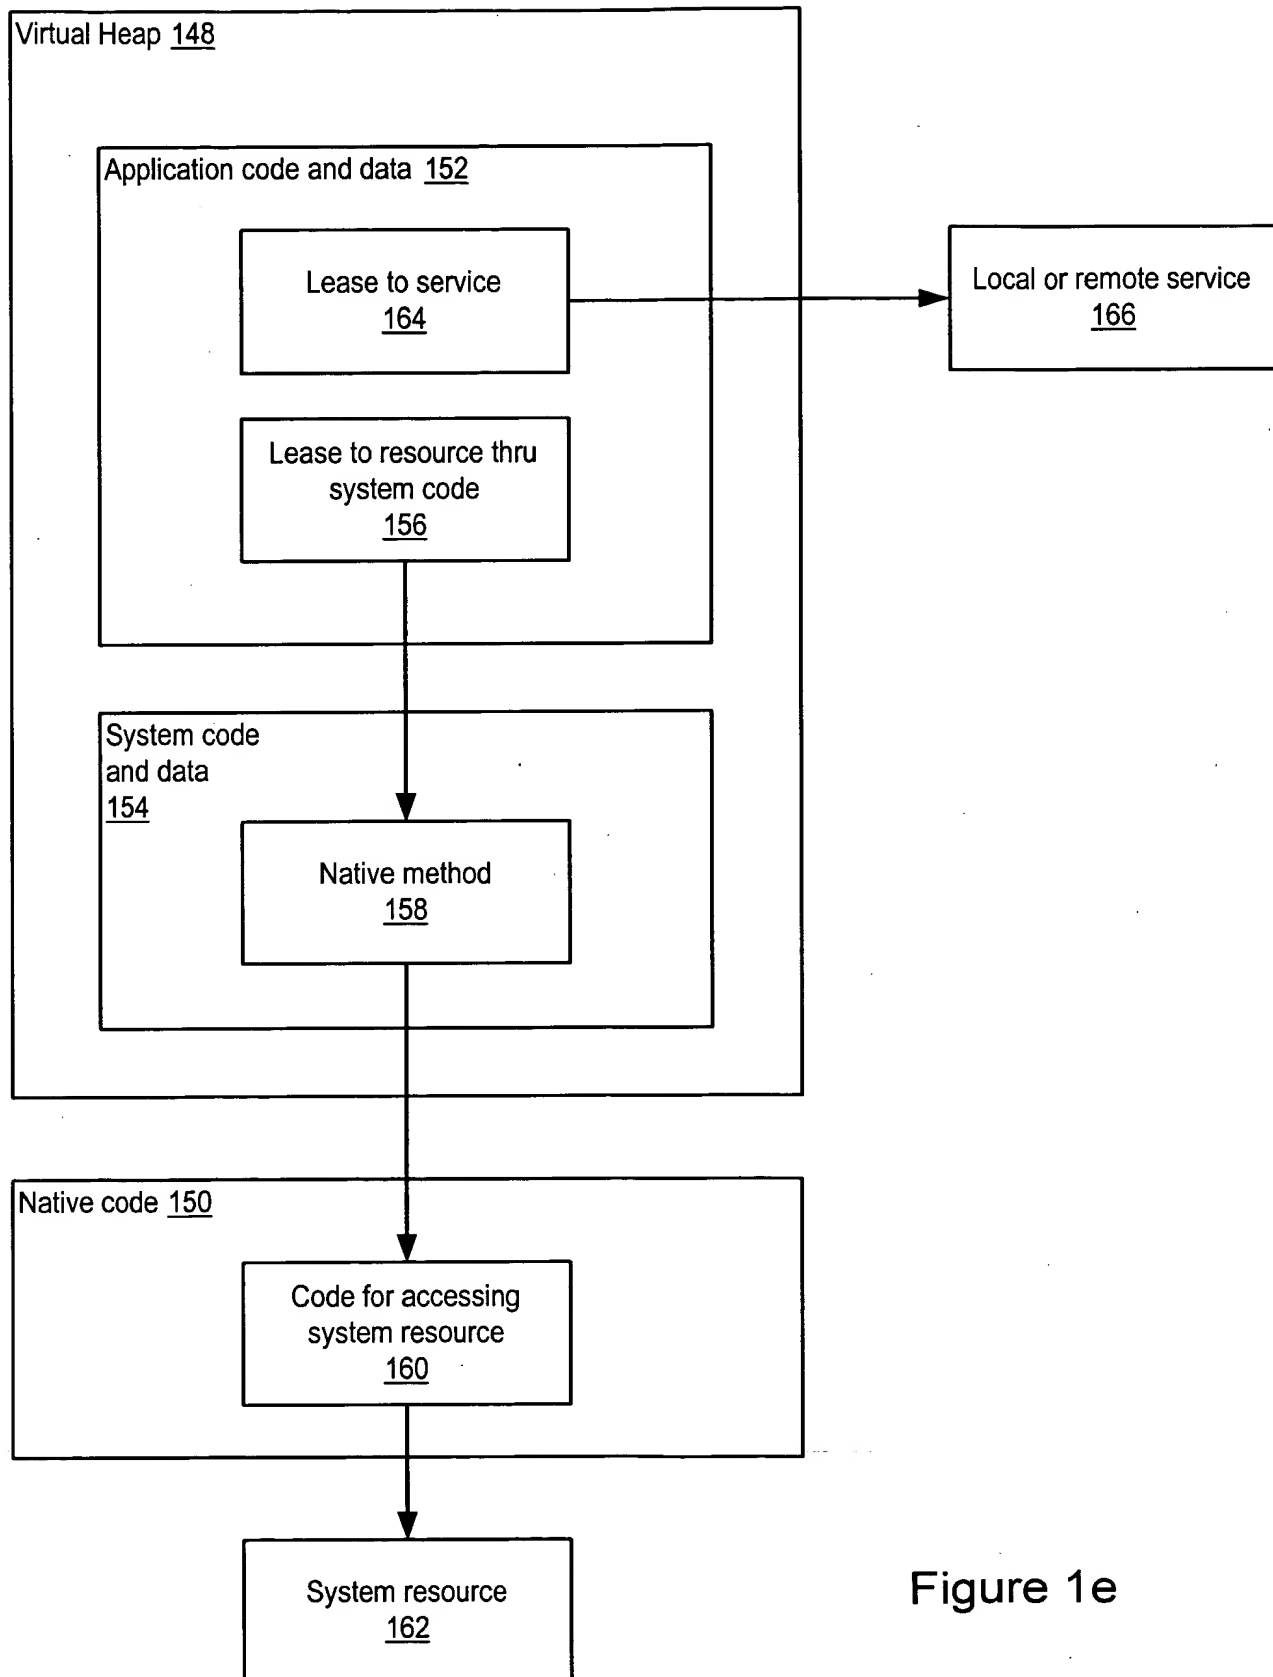 Virtual Heap 148
Application code and data 152
Lease to service
164
Local or remote service
166
Lease to resource thru
system code
156
System code
and data
154
Native method
158
Native code 150
Code for accessing
system resource
160
System resource
162
Figure 1e